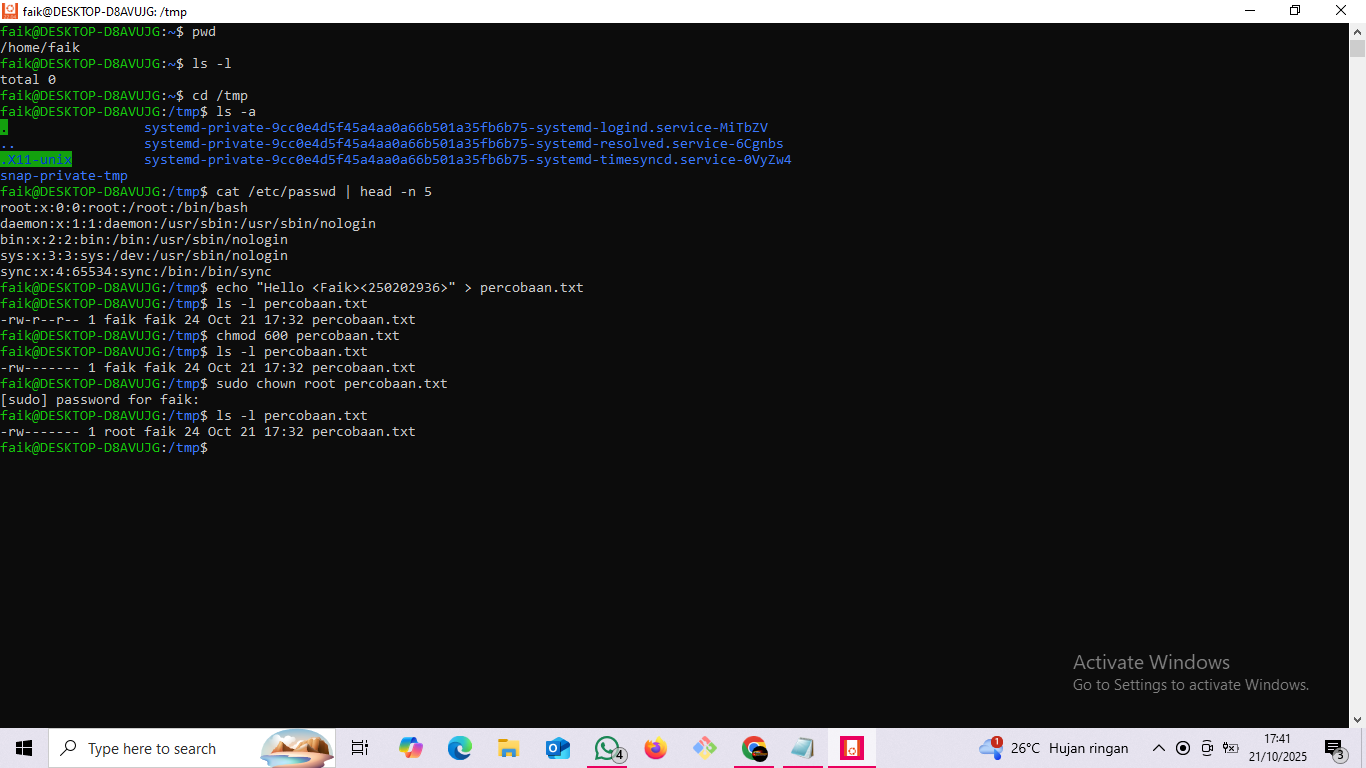 faik@DESKTOP-D8AVUJG: /tmp
faik@DESKTOP-D8AVUJG:~$ pwd
/home/faik
faik@DESKTOP-D8AVUJG:~$ ls -l
total 0
faik@DESKTOP-D8AVUJG:~$ cd /tmp
faik@DESKTOP-D8AVUJG:/tmp$ ls -a
. systemd-private-9cc0e4d5f45a4aa0a66b501a35fb6b75-systemd-logind.service-MiTbZV
.. systemd-private-9cc0e4d5f45a4aa0a66b501a35fb6b75-systemd-resolved.service-6Cgnbs
.X11-unix systemd-private-9cc0e4d5f45a4aa0a66b501a35fb6b75-systemd-timesyncd.service-0VyZw4
snap-private-tmp
faik@DESKTOP-D8AVUJG:/tmp$ cat /etc/passwd | head -n 5
root:x:0:0:root:/root:/bin/bash
daemon:x:1:1:daemon:/usr/sbin:/usr/sbin/nologin
bin:x:2:2:bin:/bin:/usr/sbin/nologin
sys:x:3:3:sys:/dev:/usr/sbin/nologin
sync:x:4:65534:sync:/bin:/bin/sync
faik@DESKTOP-D8AVUJG:/tmp$ echo "Hello <Faik><250202936>" > percobaan.txt
faik@DESKTOP-D8AVUJG:/tmp$ ls -l percobaan.txt
-rw-r--r-- 1 faik faik 24 Oct 21 17:32 percobaan.txt
faik@DESKTOP-D8AVUJG:/tmp$ chmod 600 percobaan.txt
faik@DESKTOP-D8AVUJG:/tmp$ ls -l percobaan.txt
-rw------- 1 faik faik 24 Oct 21 17:32 percobaan.txt
faik@DESKTOP-D8AVUJG:/tmp$ sudo chown root percobaan.txt
[sudo] password for faik:
faik@DESKTOP-D8AVUJG:/tmp$ ls -l percobaan.txt
-rw------- 1 root faik 24 Oct 21 17:32 percobaan.txt
faik@DESKTOP-D8AVUJG:/tmp$
Activate Windows
Go to Settings to activate Windows.
Type here to search
4
1
26°C Hujan ringan
17:41
21/10/2025
3